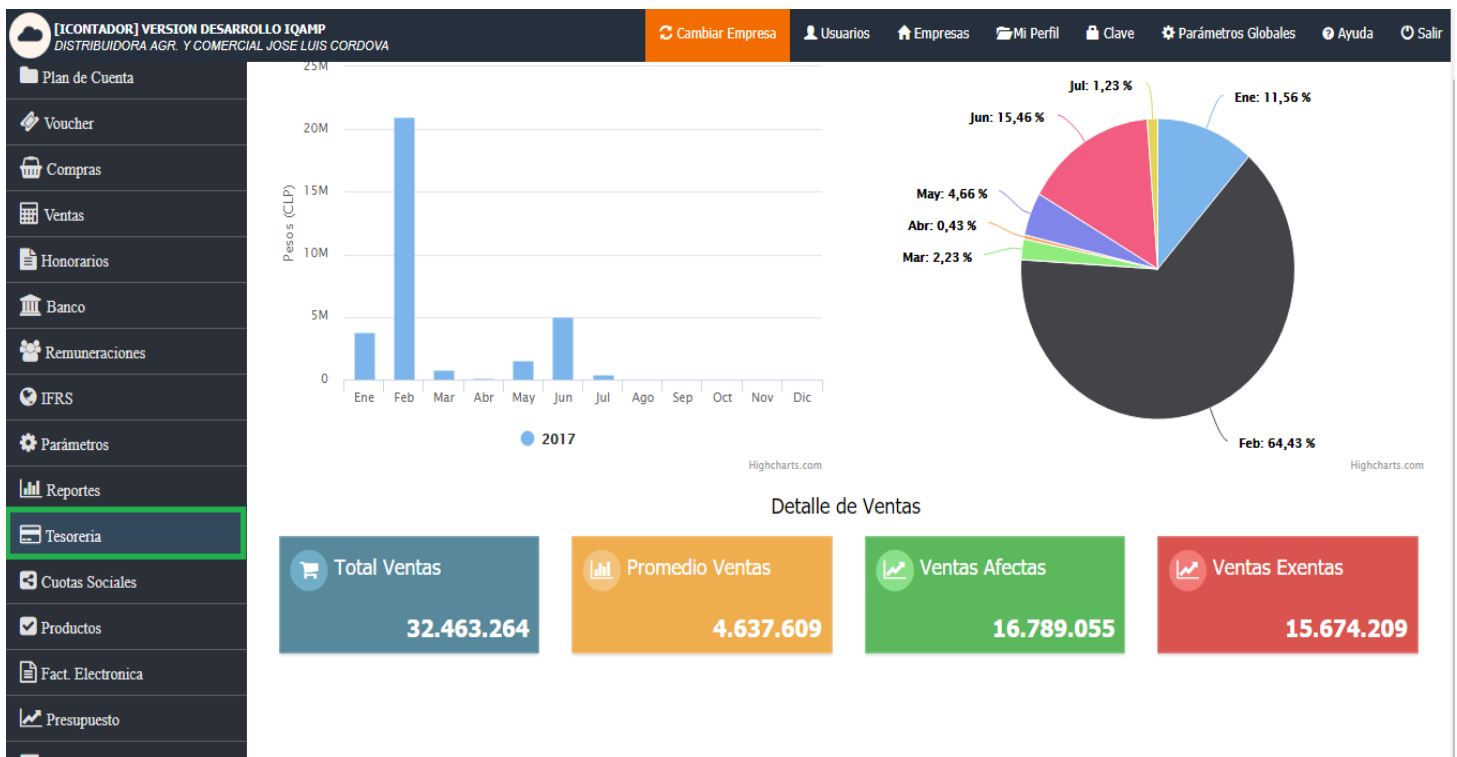 [ICONTADOR] VERSION DESARROLLO IQAMP
DISTRIBUIDORA AGR. Y COMERCIAL JOSE LUIS CORDOVA
Cambiar Empresa
Usuarios
Empresas
Mi Perfil
Clave
Parámetros Globales
Ayuda
Salir
Plan de Cuenta
Voucher
Compras
Ventas
Honorarios
Banco
Remuneraciones
IFRS
Parámetros
Reportes
Tesoreria
Cuotas Sociales
Productos
Fact. Electronica
Presupuesto
25M
20M
15M
10M
5M
0
Pesos (CLP)
Ene Feb Mar Abr May Jun Jul Ago Sep Oct Nov Dic
2017
Highcharts.com
Jul: 1,23 %
Ene: 11,56 %
Jun: 15,46 %
May: 4,66 %
Abr: 0,43 %
Mar: 2,23 %
Feb: 64,43 %
Highcharts.com
Detalle de Ventas
Total Ventas
32.463.264
Promedio Ventas
4.637.609
Ventas Afectas
16.789.055
Ventas Exentas
15.674.209